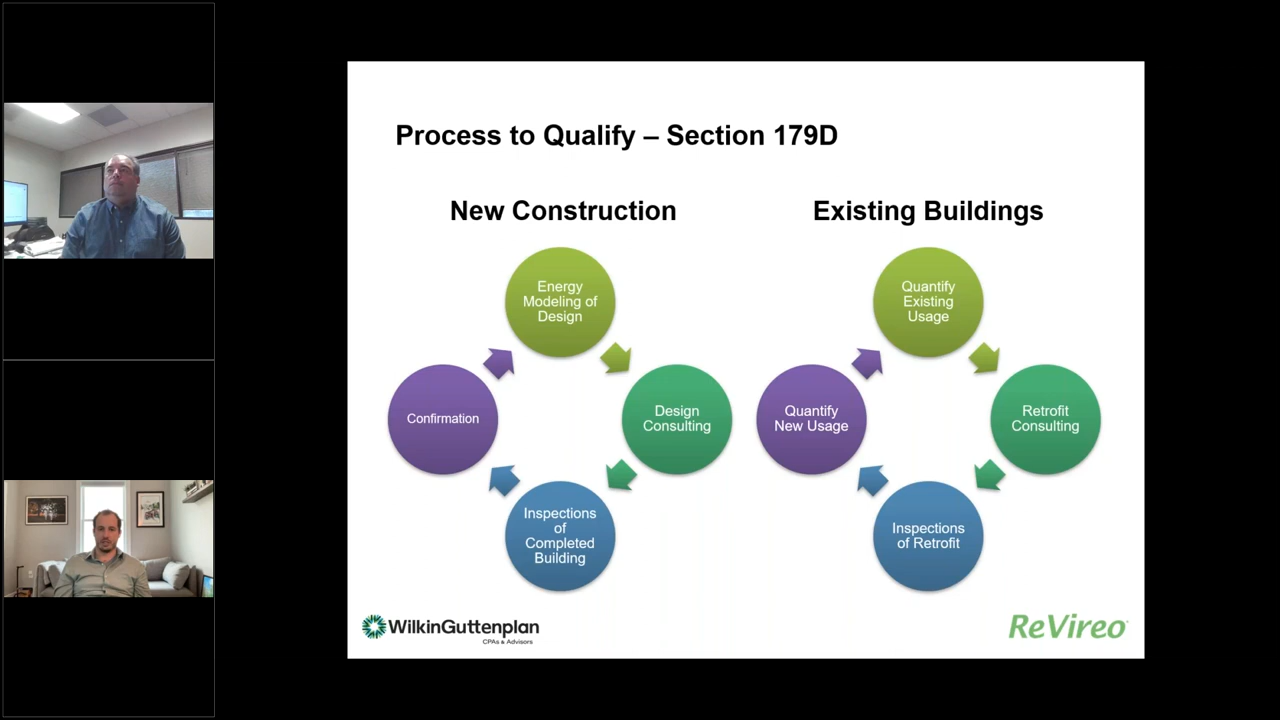 Process to Qualify – Section 179D
New Construction
Energy
Modeling of
Design
Design
Consulting
Inspections
of
Completed
Building
Confirmation
Existing Buildings
Quantify
Existing
Usage
Retrofit
Consulting
Inspections
of Retrofit
Quantify
New Usage
WilkinGuttenplan
CPAs & Advisors
ReVireo